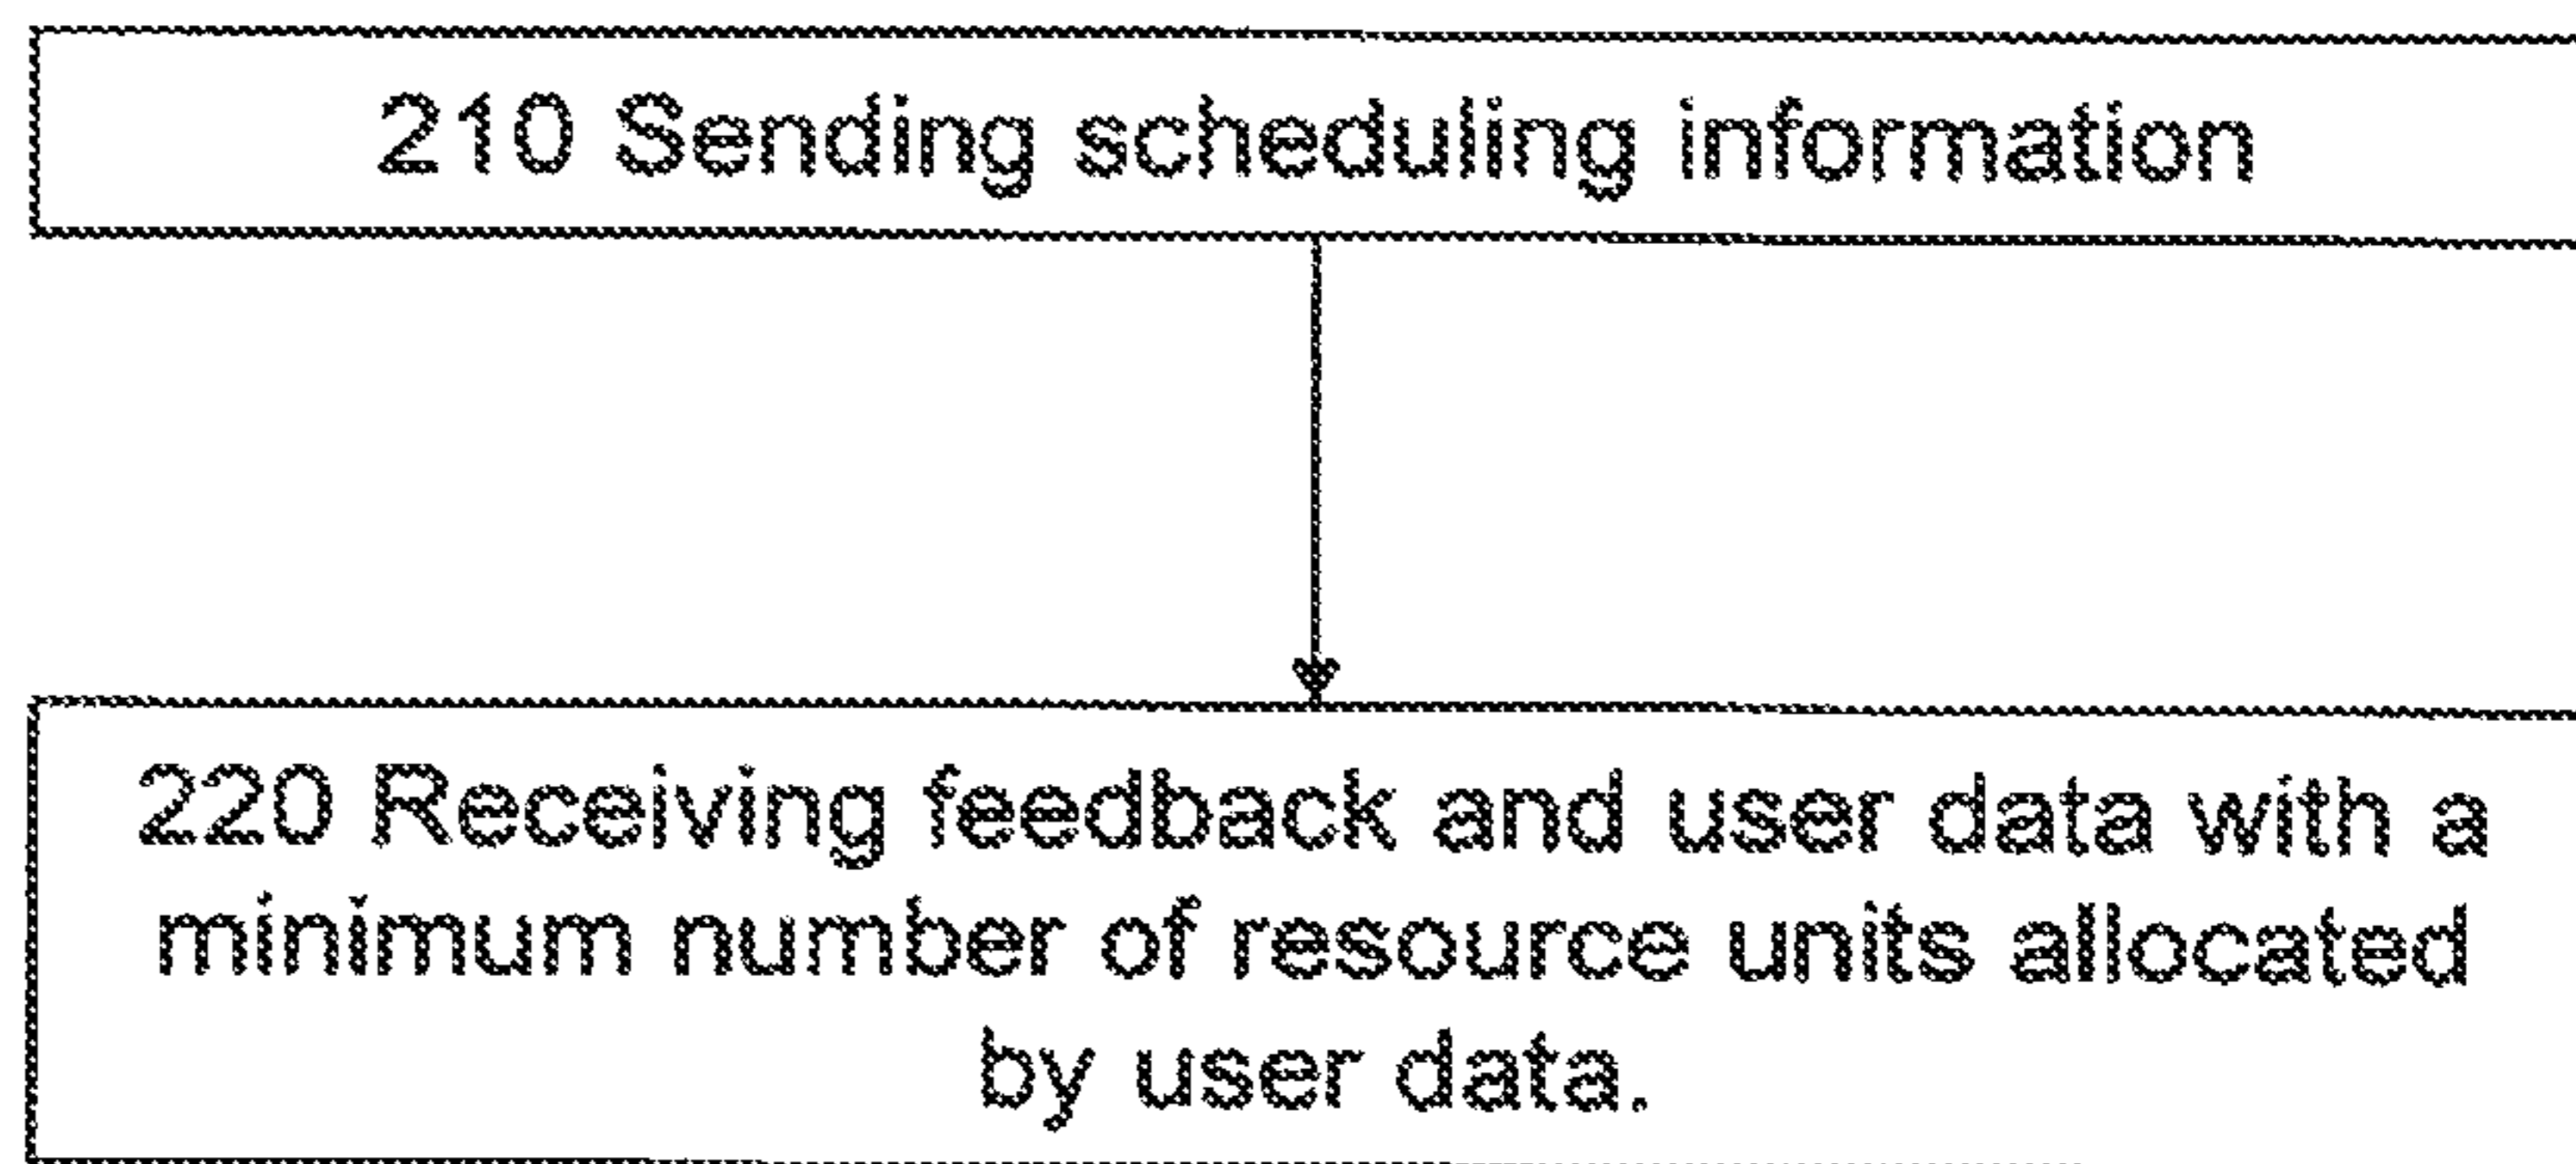 210 Sending scheduling information
220 Receiving feedback and user data with a
minimum number of resource units allocated
by user data.